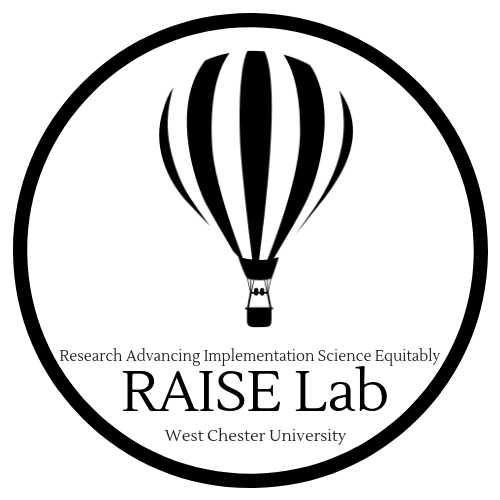 Research Advancing Implementation Science Equitably
RAISE Lab
West Chester University